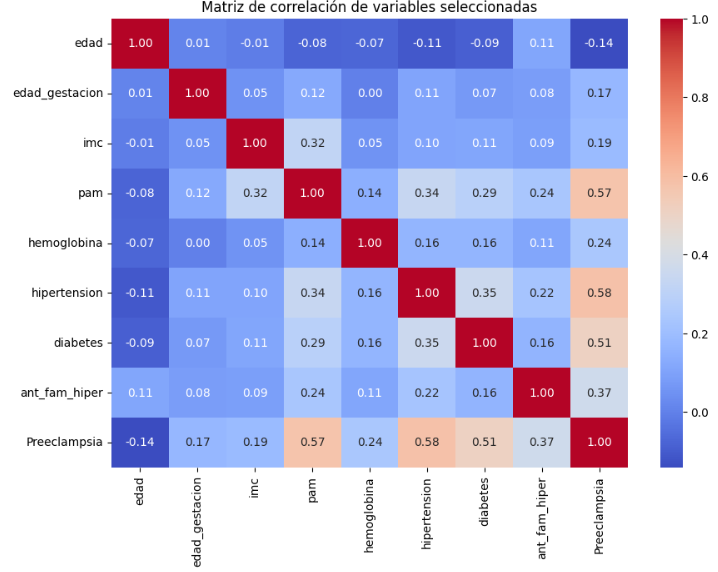 Matriz de correlación de variables seleccionadas
edad 1.00 0.01 -0.01 -0.08 -0.07 -0.11 -0.09 0.11 -0.14
edad_gestacion 0.01 1.00 0.05 0.12 0.00 0.11 0.07 0.08 0.17
imc -0.01 0.05 1.00 0.32 0.05 0.10 0.11 0.09 0.19
pam -0.08 0.12 0.32 1.00 0.14 0.34 0.29 0.24 0.57
hemoglobina -0.07 0.00 0.05 0.14 1.00 0.16 0.16 0.11 0.24
hipertension -0.11 0.11 0.10 0.34 0.16 1.00 0.35 0.22 0.58
diabetes -0.09 0.07 0.11 0.29 0.16 0.35 1.00 0.16 0.51
ant_fam_hiper 0.11 0.08 0.09 0.24 0.11 0.22 0.16 1.00 0.37
Preeclampsia -0.14 0.17 0.19 0.57 0.24 0.58 0.51 0.37 1.00
edad edad_gestacion imc pam hemoglobina hipertension diabetes ant_fam_hiper Preeclampsia
1.0
0.8
0.6
0.4
0.2
0.0